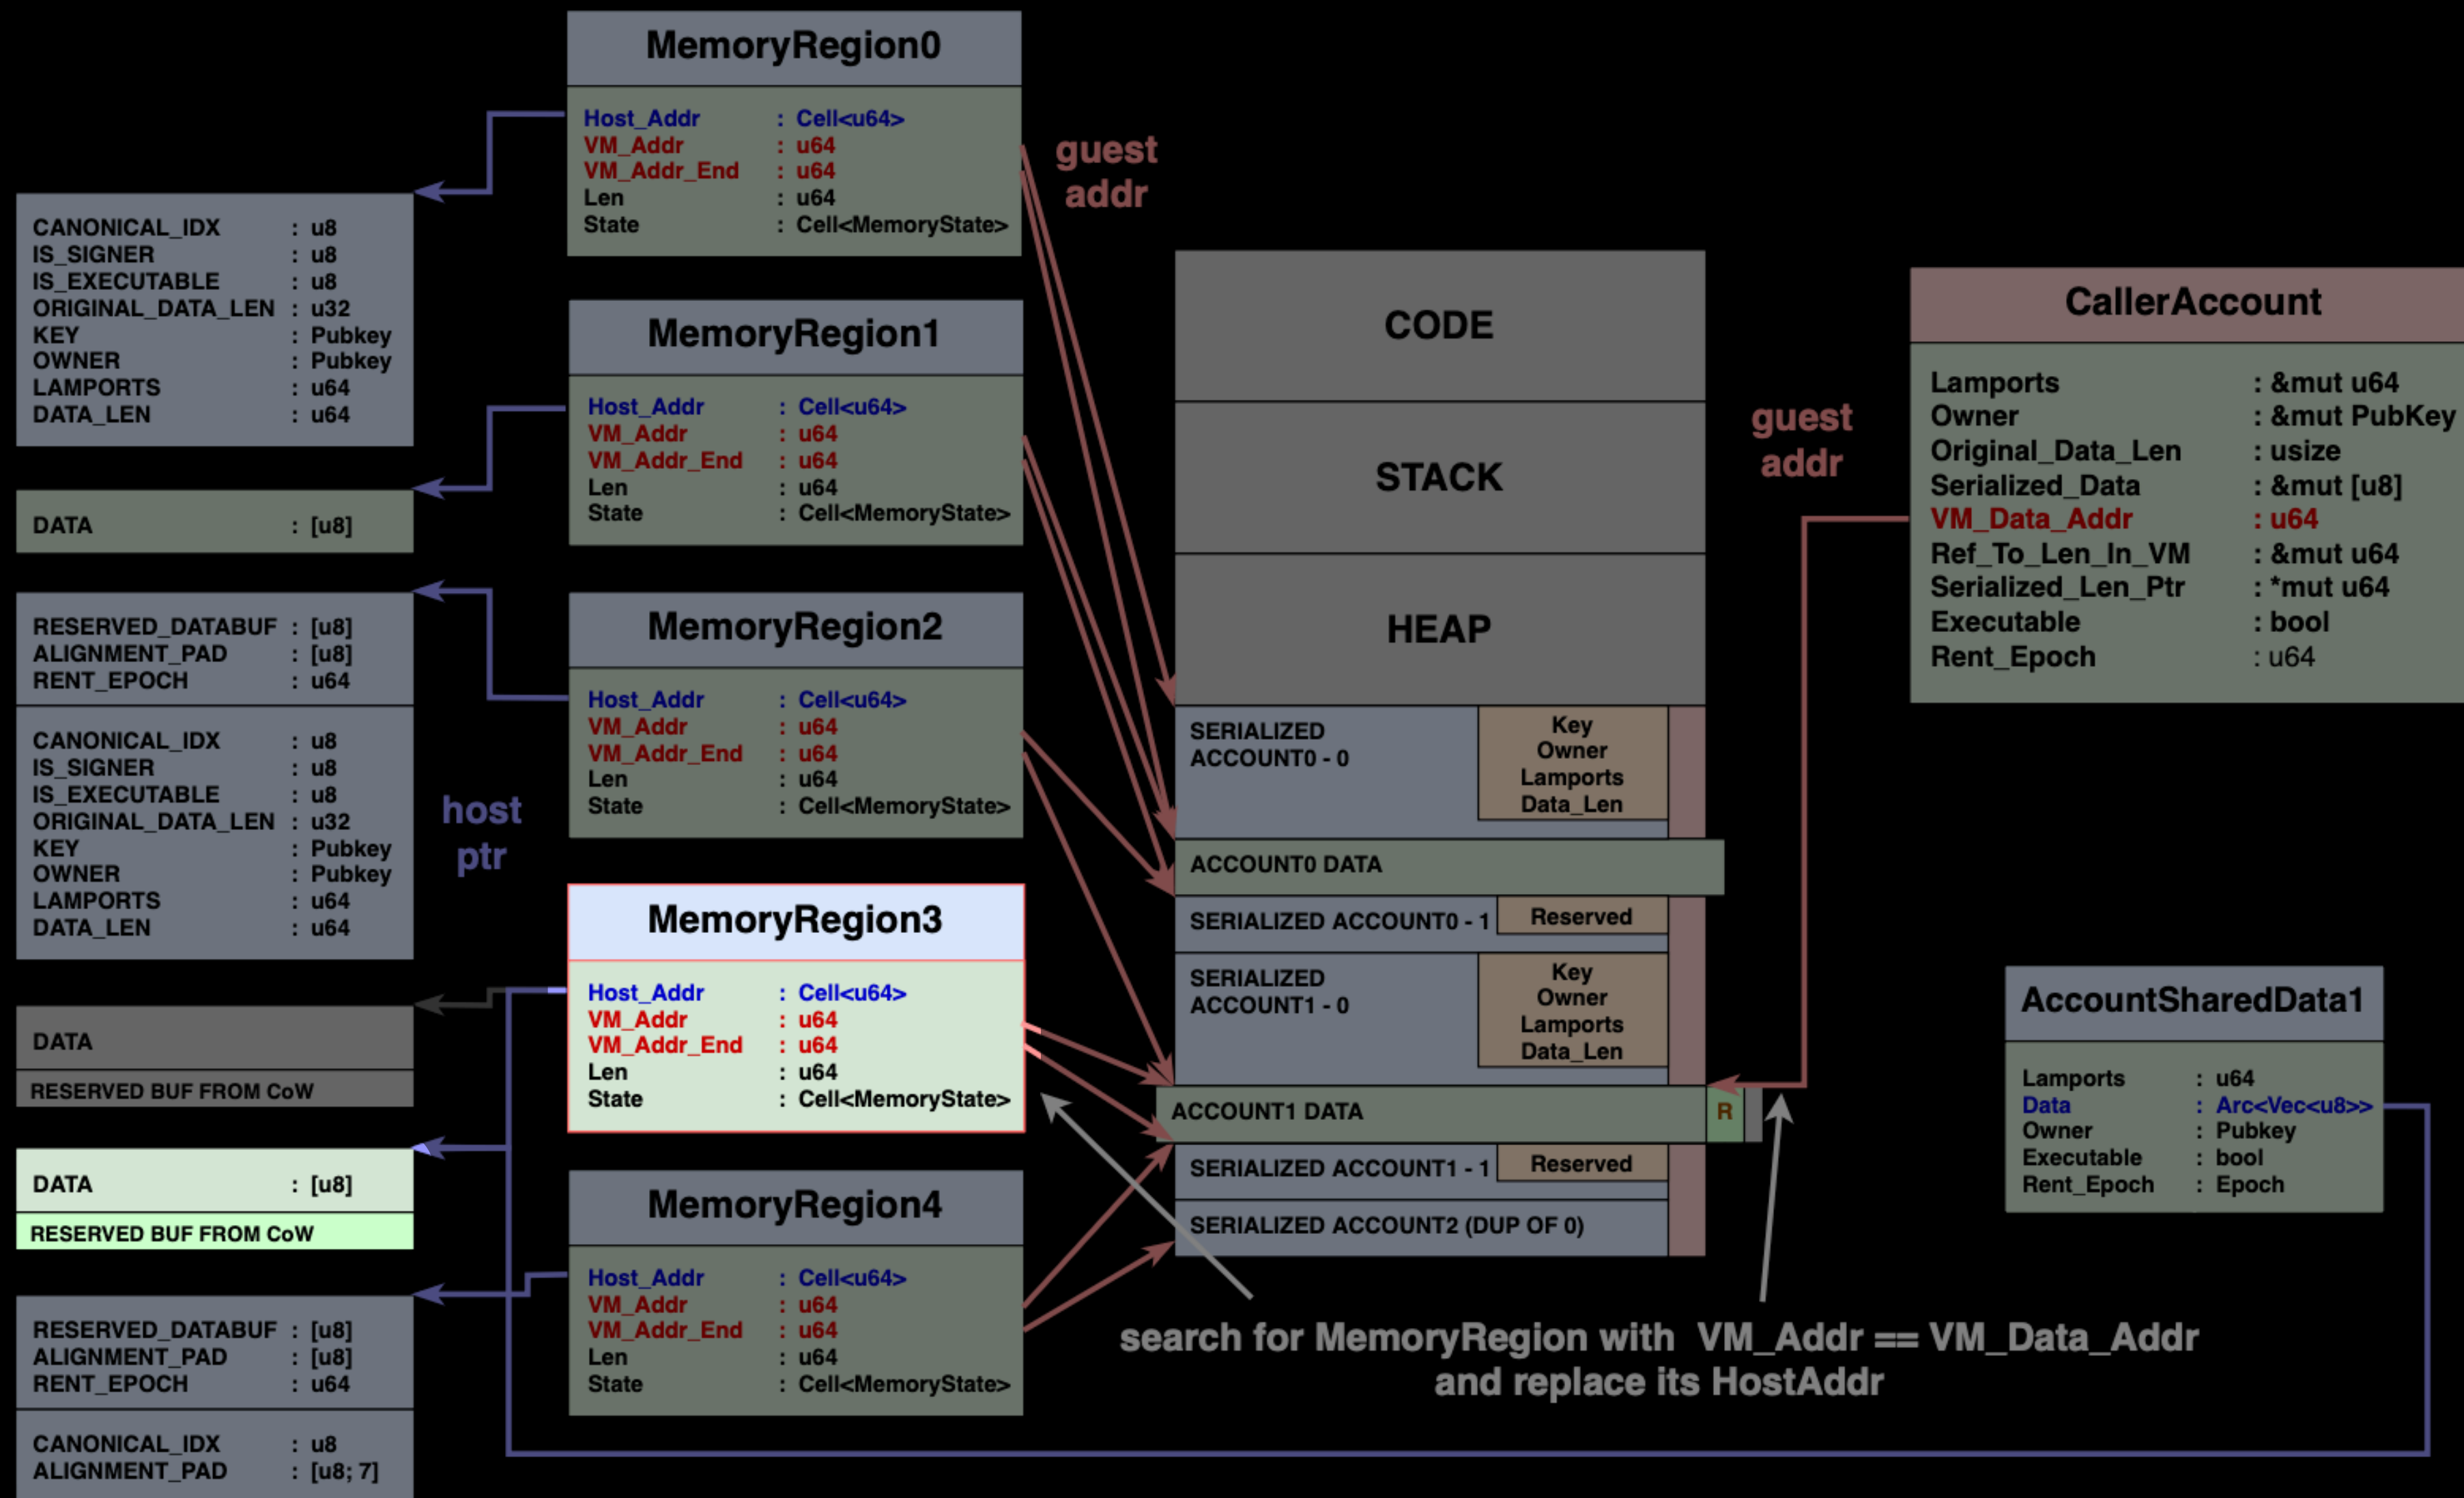 MemoryRegion0
Host_Addr : Cell<u64>
VM_Addr : u64
VM_Addr_End : u64
Len : u64
State : Cell<MemoryState>
MemoryRegion1
Host_Addr : Cell<u64>
VM_Addr : u64
VM_Addr_End : u64
Len : u64
State : Cell<MemoryState>
MemoryRegion2
Host_Addr : Cell<u64>
VM_Addr : u64
VM_Addr_End : u64
Len : u64
State : Cell<MemoryState>
MemoryRegion3
Host_Addr : Cell<u64>
VM_Addr : u64
VM_Addr_End : u64
Len : u64
State : Cell<MemoryState>
MemoryRegion4
Host_Addr : Cell<u64>
VM_Addr : u64
VM_Addr_End : u64
Len : u64
State : Cell<MemoryState>
CANONICAL_IDX : u8
IS_SIGNER : u8
IS_EXECUTABLE : u8
ORIGINAL_DATA_LEN : u32
KEY : Pubkey
OWNER : Pubkey
LAMPORTS : u64
DATA_LEN : u64
DATA : [u8]
RESERVED_DATABUF : [u8]
ALIGNMENT_PAD : [u8]
RENT_EPOCH : u64
CANONICAL_IDX : u8
IS_SIGNER : u8
IS_EXECUTABLE : u8
ORIGINAL_DATA_LEN : u32
KEY : Pubkey
OWNER : Pubkey
LAMPORTS : u64
DATA_LEN : u64
DATA
RESERVED BUF FROM CoW
DATA : [u8]
RESERVED BUF FROM CoW
RESERVED_DATABUF : [u8]
ALIGNMENT_PAD : [u8]
RENT_EPOCH : u64
CANONICAL_IDX : u8
ALIGNMENT_PAD : [u8; 7]
host
ptr
guest
addr
CODE
STACK
HEAP
SERIALIZED
ACCOUNT0 - 0
Key
Owner
Lamports
Data_Len
ACCOUNT0 DATA
SERIALIZED ACCOUNT0 - 1
Reserved
SERIALIZED
ACCOUNT1 - 0
Key
Owner
Lamports
Data_Len
ACCOUNT1 DATA
R
SERIALIZED ACCOUNT1 - 1
Reserved
SERIALIZED ACCOUNT2 (DUP OF 0)
guest
addr
CallerAccount
Lamports : &mut u64
Owner : &mut PubKey
Original_Data_Len : usize
Serialized_Data : &mut [u8]
VM_Data_Addr : u64
Ref_To_Len_In_VM : &mut u64
Serialized_Len_Ptr : *mut u64
Executable : bool
Rent_Epoch : u64
AccountSharedData1
Lamports : u64
Data : Arc<Vec<u8>>
Owner : Pubkey
Executable : bool
Rent_Epoch : Epoch
search for MemoryRegion with VM_Addr == VM_Data_Addr
and replace its HostAddr